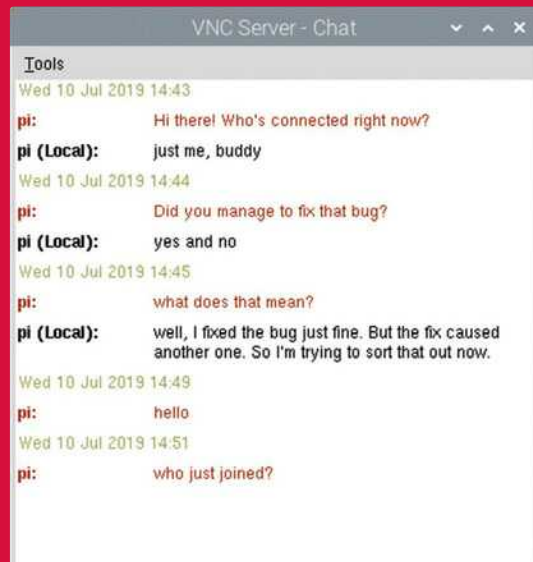 VNC Server - Chat
Tools
Wed 10 Jul 2019 14:43
pi: Hi there! Who's connected right now?
pi (Local): just me, buddy
Wed 10 Jul 2019 14:44
pi: Did you manage to fix that bug?
pi (Local): yes and no
Wed 10 Jul 2019 14:45
pi: what does that mean?
pi (Local): well, I fixed the bug just fine. But the fix caused
another one. So I'm trying to sort that out now.
Wed 10 Jul 2019 14:49
pi: hello
Wed 10 Jul 2019 14:51
pi: who just joined?